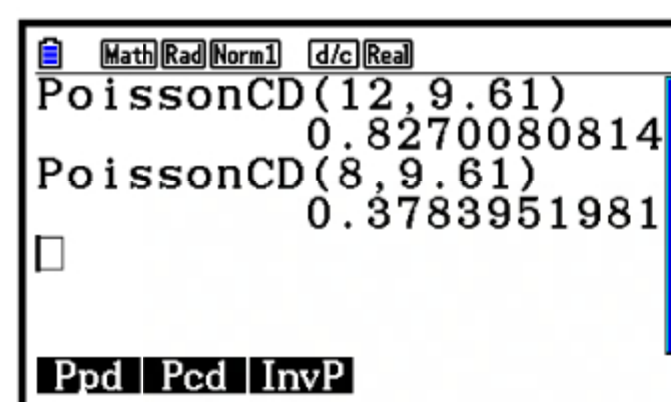 Math Rad Norm1 d/c Real
PoissonCD(12,9.61)
0.8270080814
PoissonCD(8,9.61)
0.3783951981
Ppd Pcd InvP